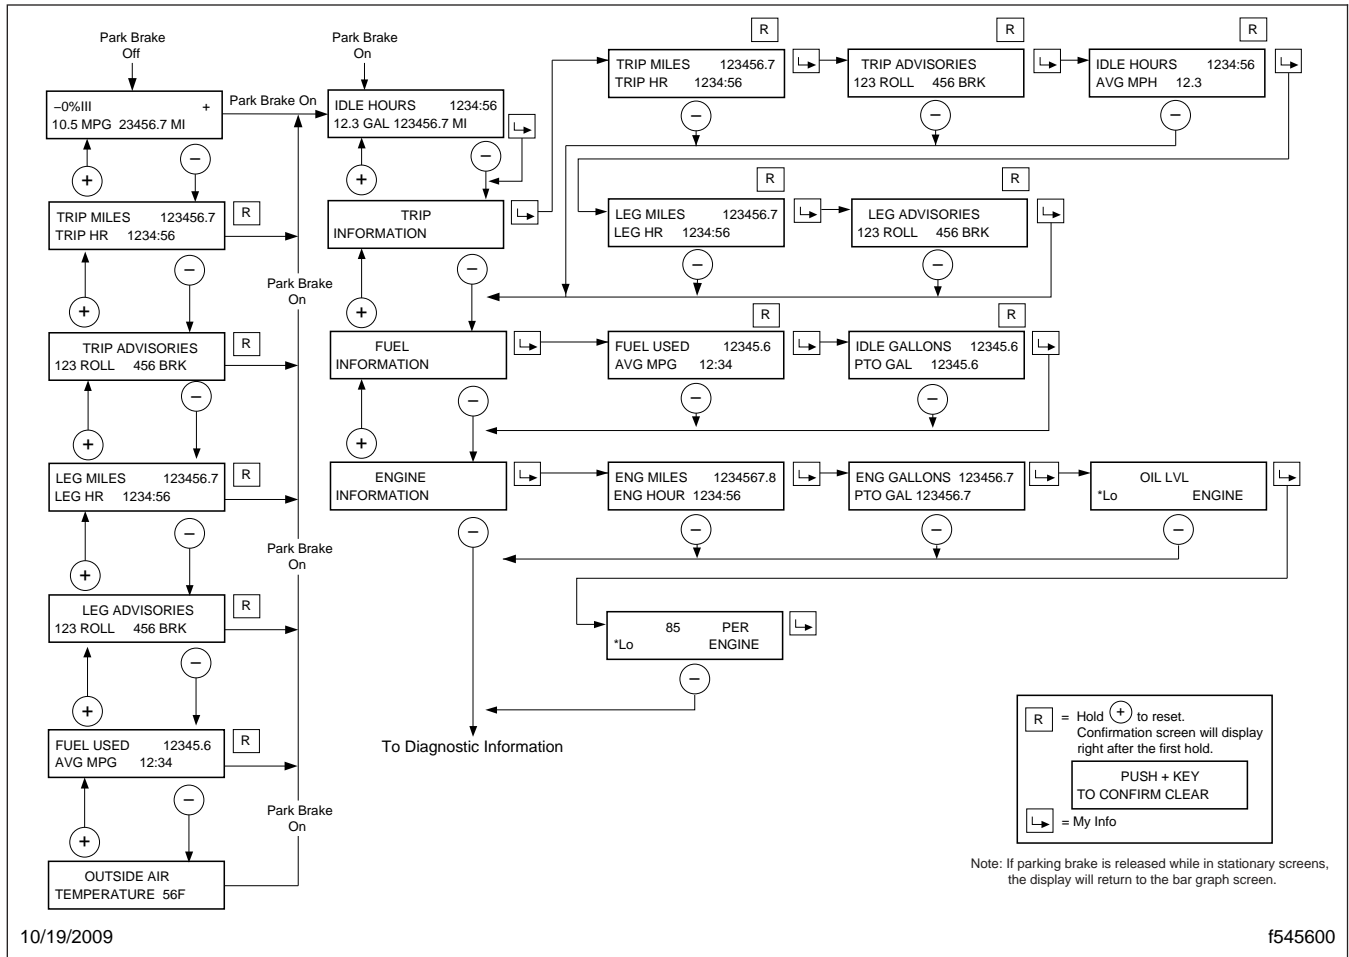 Park Brake
Off
−0%III +
10.5 MPG 23456.7 MI
+
−
TRIP MILES 123456.7
TRIP HR 1234:56
R
+
−
TRIP ADVISORIES
123 ROLL 456 BRK
R
+
−
LEG MILES 123456.7
LEG HR 1234:56
R
+
−
LEG ADVISORIES
123 ROLL 456 BRK
R
+
−
FUEL USED 12345.6
AVG MPG 12:34
R
+
−
OUTSIDE AIR
TEMPERATURE 56F
Park Brake On
Park Brake
On
Park Brake
On
Park Brake
On
Park Brake
On
IDLE HOURS 1234:56
12.3 GAL 123456.7 MI
+
−
TRIP
INFORMATION
+
−
FUEL
INFORMATION
+
−
ENGINE
INFORMATION
−
To Diagnostic Information
R
TRIP MILES 123456.7
TRIP HR 1234:56
−
R
TRIP ADVISORIES
123 ROLL 456 BRK
−
R
IDLE HOURS 1234:56
AVG MPH 12.3
−
R
LEG MILES 123456.7
LEG HR 1234:56
−
R
LEG ADVISORIES
123 ROLL 456 BRK
−
R
FUEL USED 12345.6
AVG MPG 12:34
−
R
IDLE GALLONS 12345.6
PTO GAL 12345.6
−
ENG MILES 1234567.8
ENG HOUR 1234:56
−
ENG GALLONS 123456.7
PTO GAL 123456.7
−
OIL LVL
*Lo ENGINE
−
85 PER
*Lo ENGINE
−
R = Hold + to reset.
Confirmation screen will display
right after the first hold.
PUSH + KEY
TO CONFIRM CLEAR
= My Info
Note: If parking brake is released while in stationary screens,
the display will return to the bar graph screen.
10/19/2009
f545600